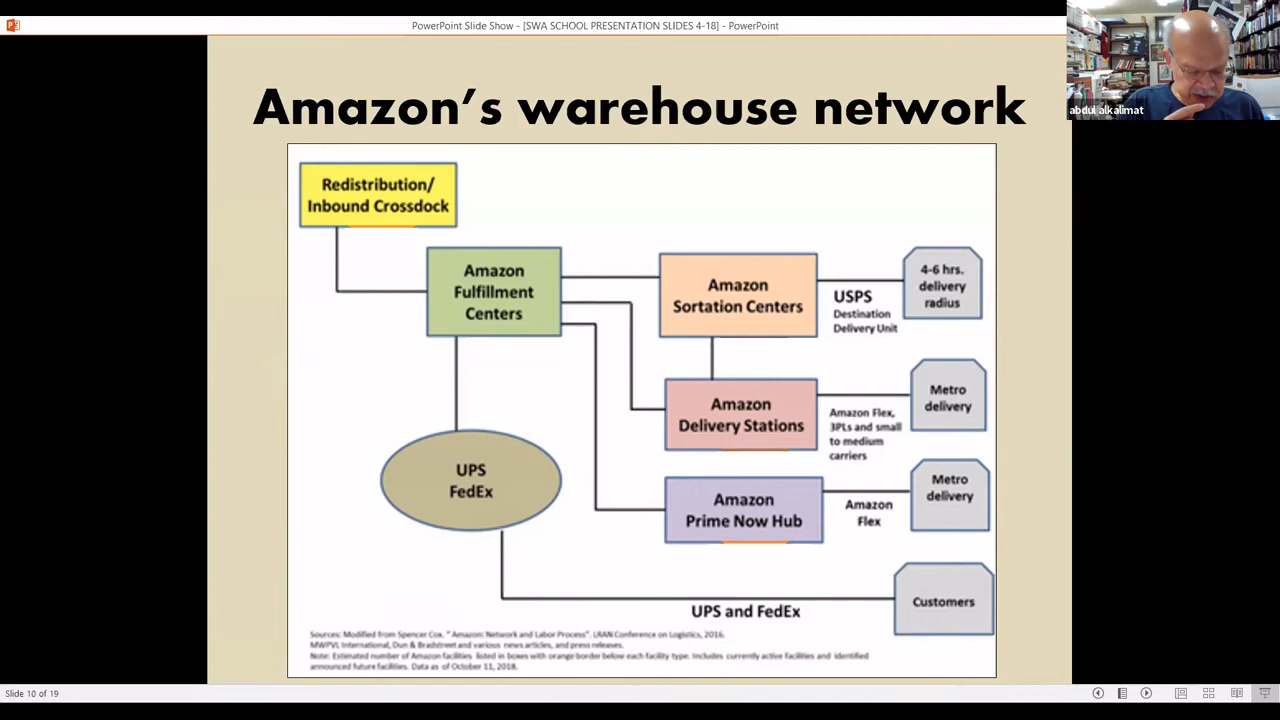 PowerPoint Slide Show - [SWA SCHOOL PRESENTATION SLIDES 4-18] - PowerPoint
abdul alkalimat
Amazon's warehouse network
Redistribution/
Inbound Crossdock
Amazon
Fulfillment
Centers
Amazon
Sortation Centers
USPS
Destination
Delivery Unit
4-6 hrs.
delivery
radius
Amazon
Delivery Stations
Amazon Flex,
3PLs and small
to medium
carriers
Metro
delivery
UPS
FedEx
Amazon
Prime Now Hub
Amazon
Flex
Metro
delivery
UPS and FedEx
Customers
Sources: Modified from Spencer Cox. " Amazon: Network and Labor Process". LRAN Conference on Logistics, 2016.
MWPVL International, Dun & Bradstreet and various news articles, and press releases.
Note: Estimated number of Amazon facilities listed in boxes with orange border below each facility type. Includes currently active facilities and identified
announced future facilities. Data as of October 11, 2018.
Slide 10 of 19